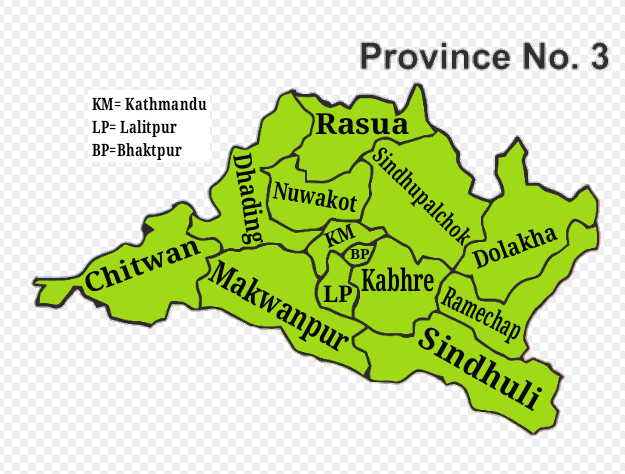 Province No. 3
KM= Kathmandu
LP= Lalitpur
BP=Bhaktpur
Rasua
Sindhupalchok
Dhading
Nuwakot
KM
BP
Dolakha
Chitwan
Makwanpur
LP
Kabhre
Ramechap
Sindhuli